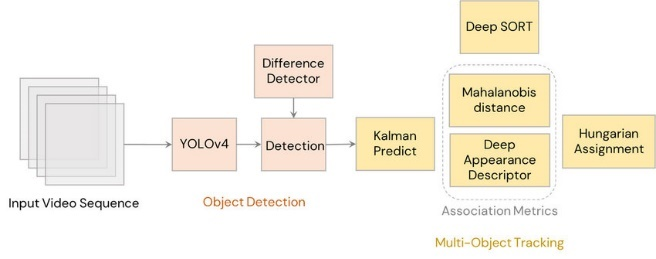 Deep SORT
Difference
Detector
Mahalanobis
distance
YOLOv4
Detection
Kalman
Predict
Deep
Appearance
Descriptor
Hungarian
Assignment
Input Video Sequence
Object Detection
Association Metrics
Multi-Object Tracking